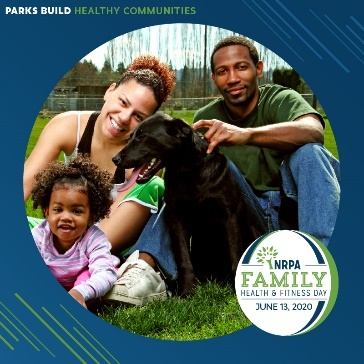 PARKS BUILD HEALTHY COMMUNITIES
NRPA
FAMILY
HEALTH & FITNESS DAY
JUNE 13, 2020